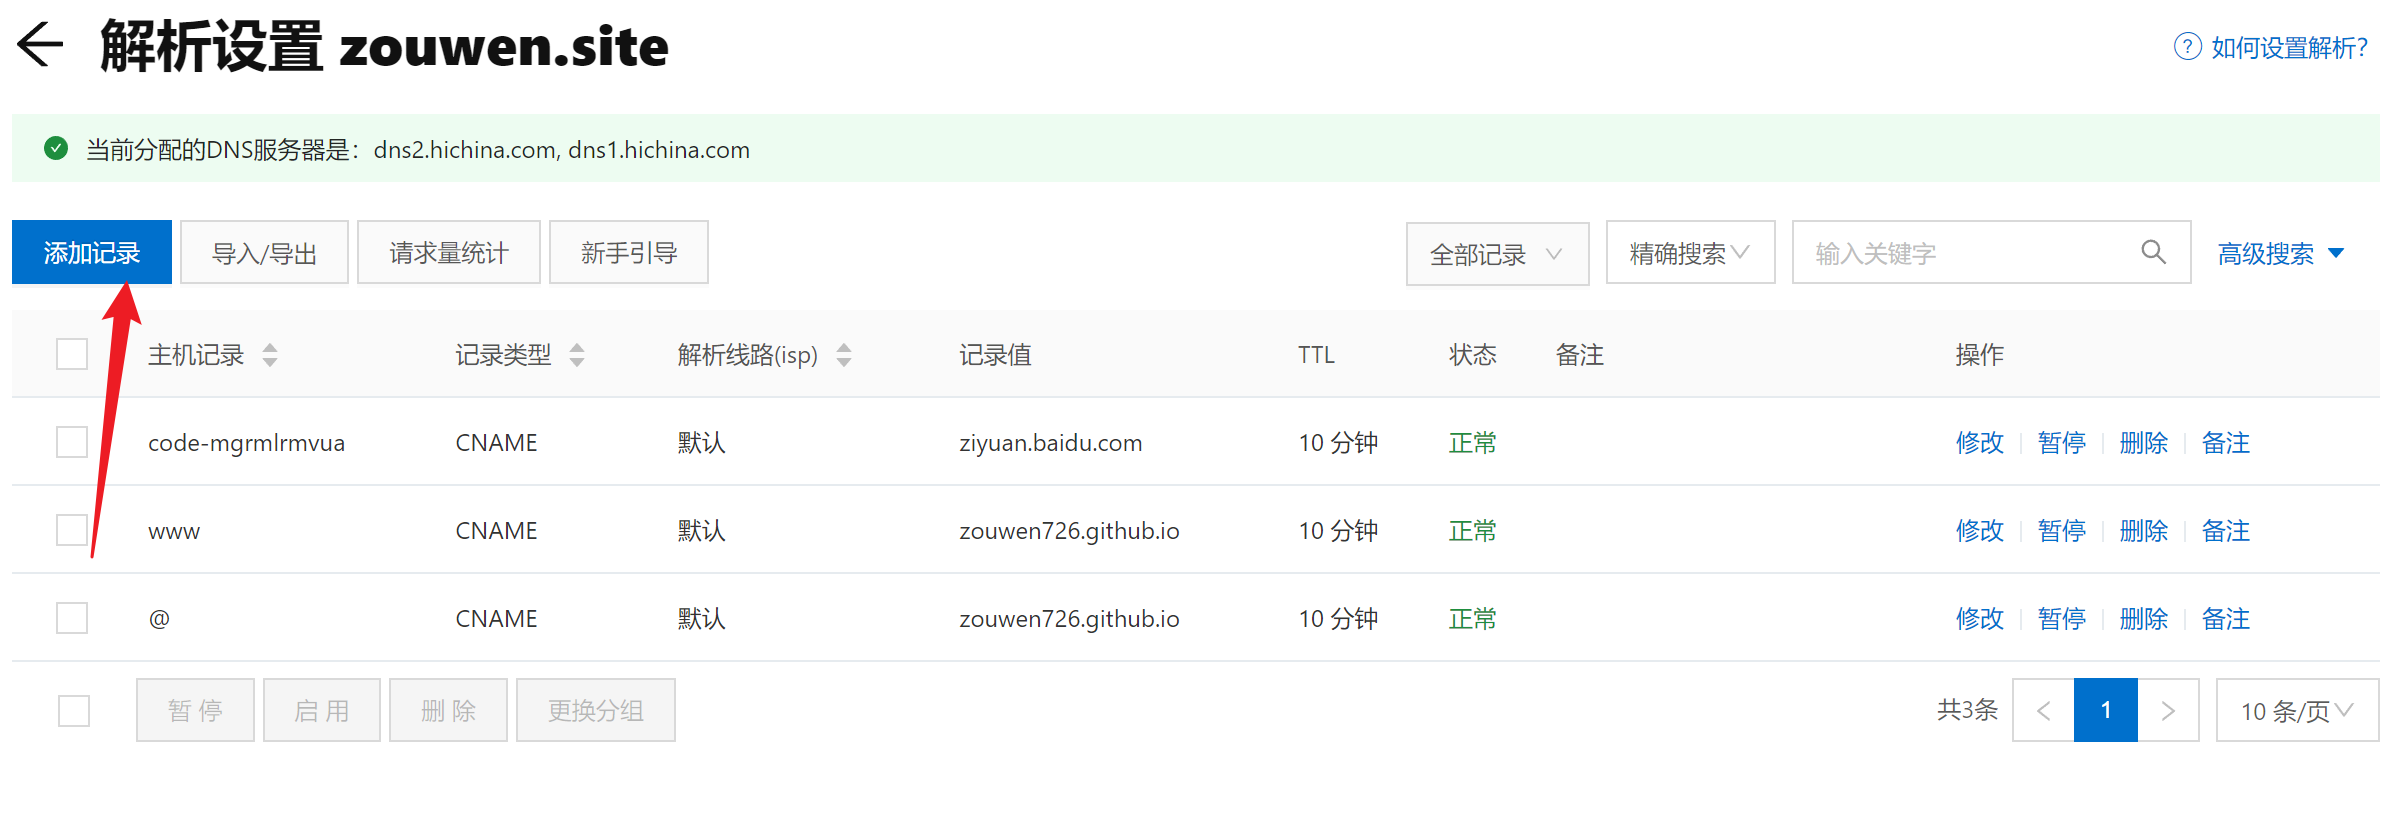 解析设置 zouwen.site
如何设置解析?
当前分配的DNS服务器是：dns2.hichina.com, dns1.hichina.com
添加记录 导入/导出 请求量统计 新手引导 全部记录 精确搜索 输入关键字 高级搜索
主机记录 记录类型 解析线路(isp) 记录值 TTL 状态 备注 操作
code-mgrmlrmvua CNAME 默认 ziyuan.baidu.com 10 分钟 正常 修改 暂停 删除 备注
www CNAME 默认 zouwen726.github.io 10 分钟 正常 修改 暂停 删除 备注
@ CNAME 默认 zouwen726.github.io 10 分钟 正常 修改 暂停 删除 备注
暂停 启用 删除 更换分组 共3条 1 10 条/页